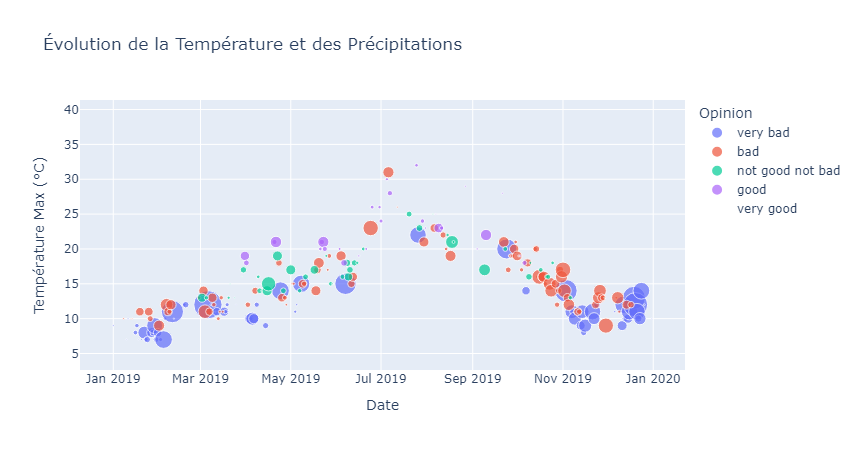 Évolution de la Température et des Précipitations
Opinion
very bad
bad
not good not bad
good
very good
Température Max (°C)
40
35
30
25
20
15
10
5
Jan 2019
Mar 2019
May 2019
Jul 2019
Sep 2019
Nov 2019
Jan 2020
Date